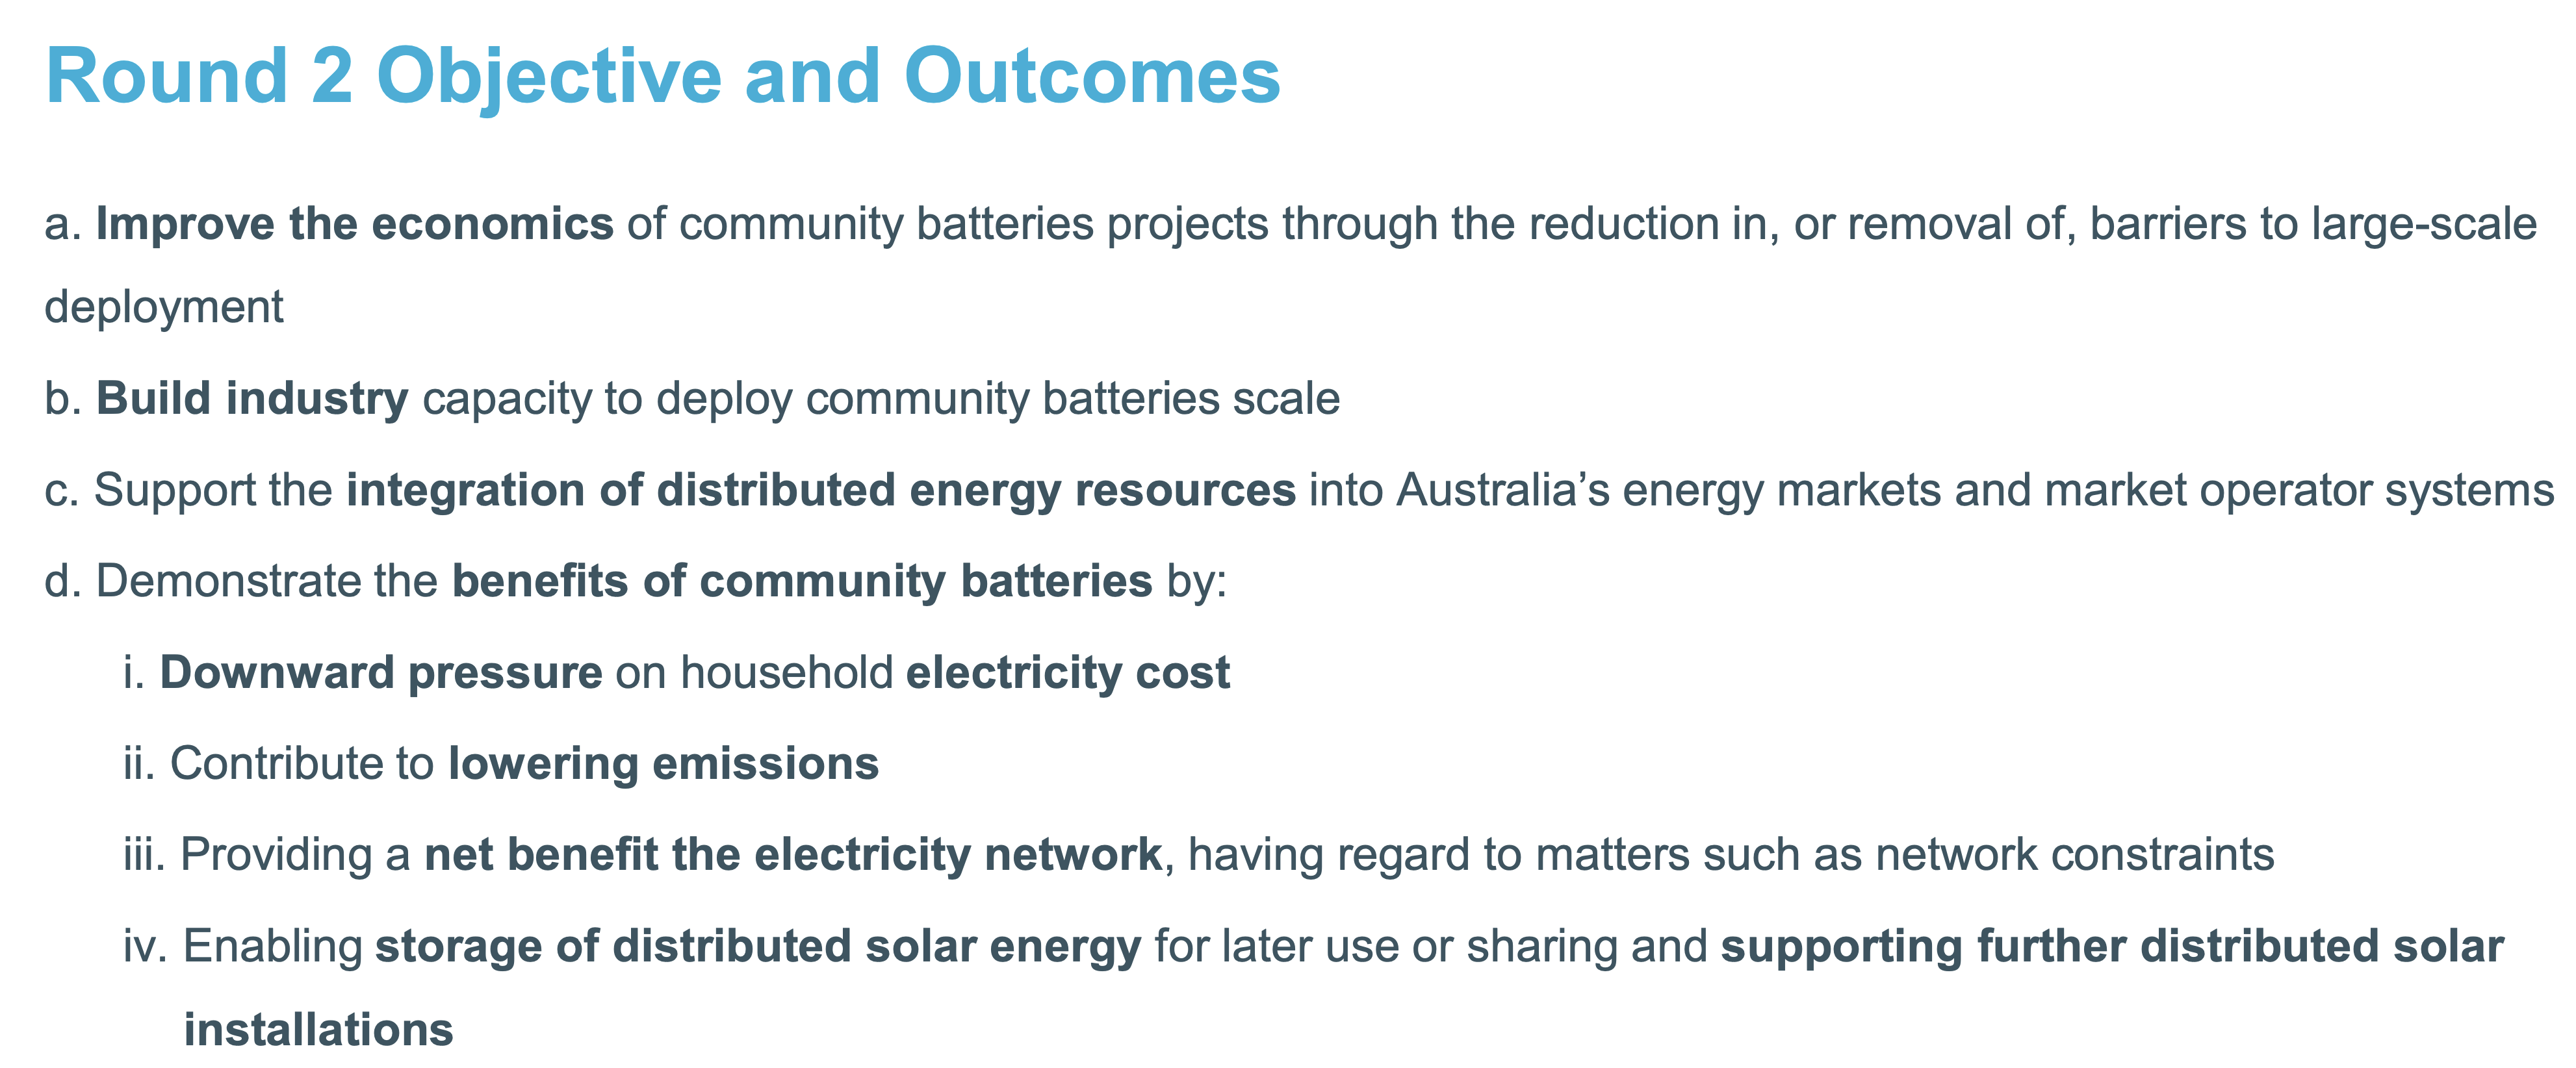 Round 2 Objective and Outcomes
a. Improve the economics of community batteries projects through the reduction in, or removal of, barriers to large-scale
deployment
b. Build industry capacity to deploy community batteries scale
c. Support the integration of distributed energy resources into Australia’s energy markets and market operator systems
d. Demonstrate the benefits of community batteries by:
i. Downward pressure on household electricity cost
ii. Contribute to lowering emissions
iii. Providing a net benefit the electricity network, having regard to matters such as network constraints
iv. Enabling storage of distributed solar energy for later use or sharing and supporting further distributed solar
installations